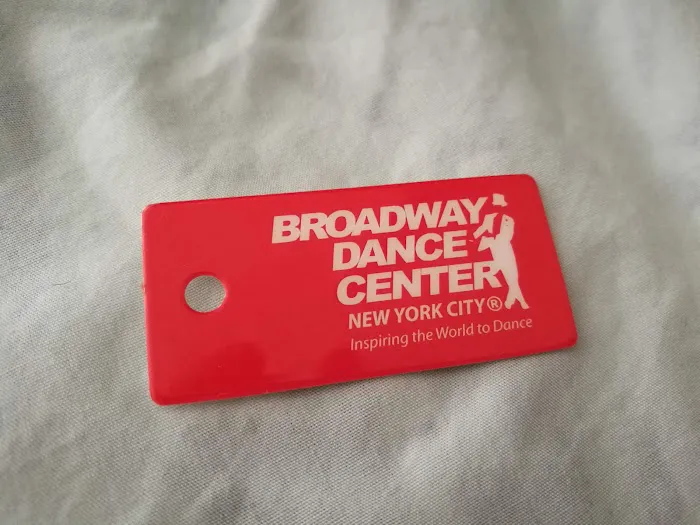 BROADWAY
DANCE
CENTER
NEW YORK CITY®
Inspiring the World to Dance